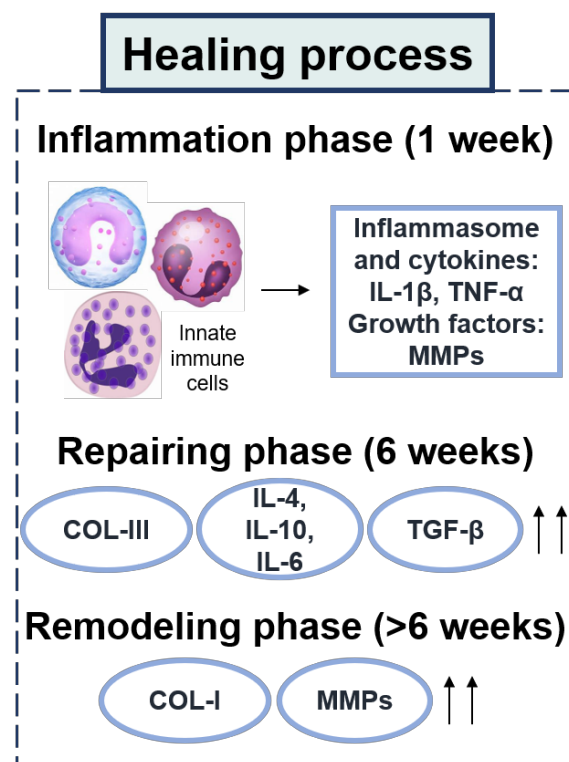 Healing process
Inflammation phase (1 week)
Innate
immune
cells
Inflammasome
and cytokines:
IL-1β, TNF-α
Growth factors:
MMPs
Repairing phase (6 weeks)
COL-III
IL-4,
IL-10,
IL-6
TGF-β
Remodeling phase (>6 weeks)
COL-I
MMPs